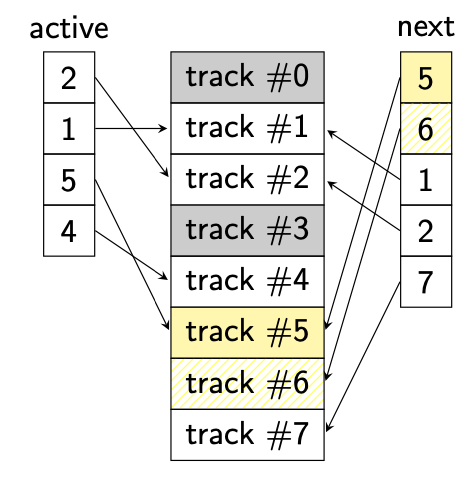 active
2
1
5
4
track #0
track #1
track #2
track #3
track #4
track #5
track #6
track #7
next
5
6
1
2
7